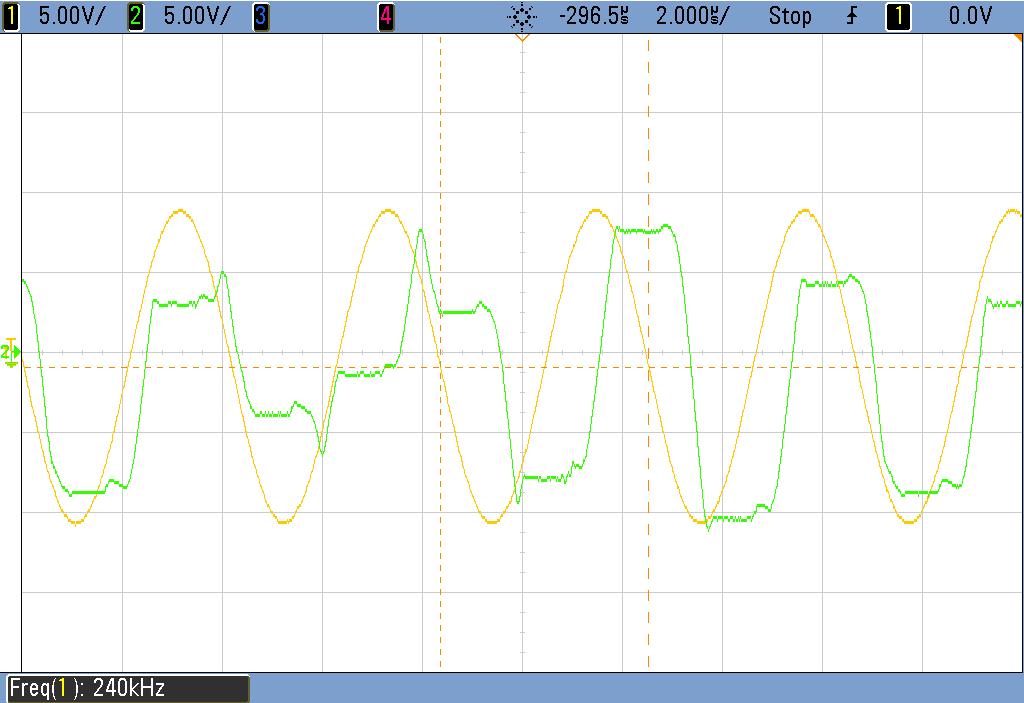 1 5.00V/ 2 5.00V/ 3 4 -296.5㎲ 2.000㎲/ Stop 1 0.0V
2
Freq(1): 240kHz